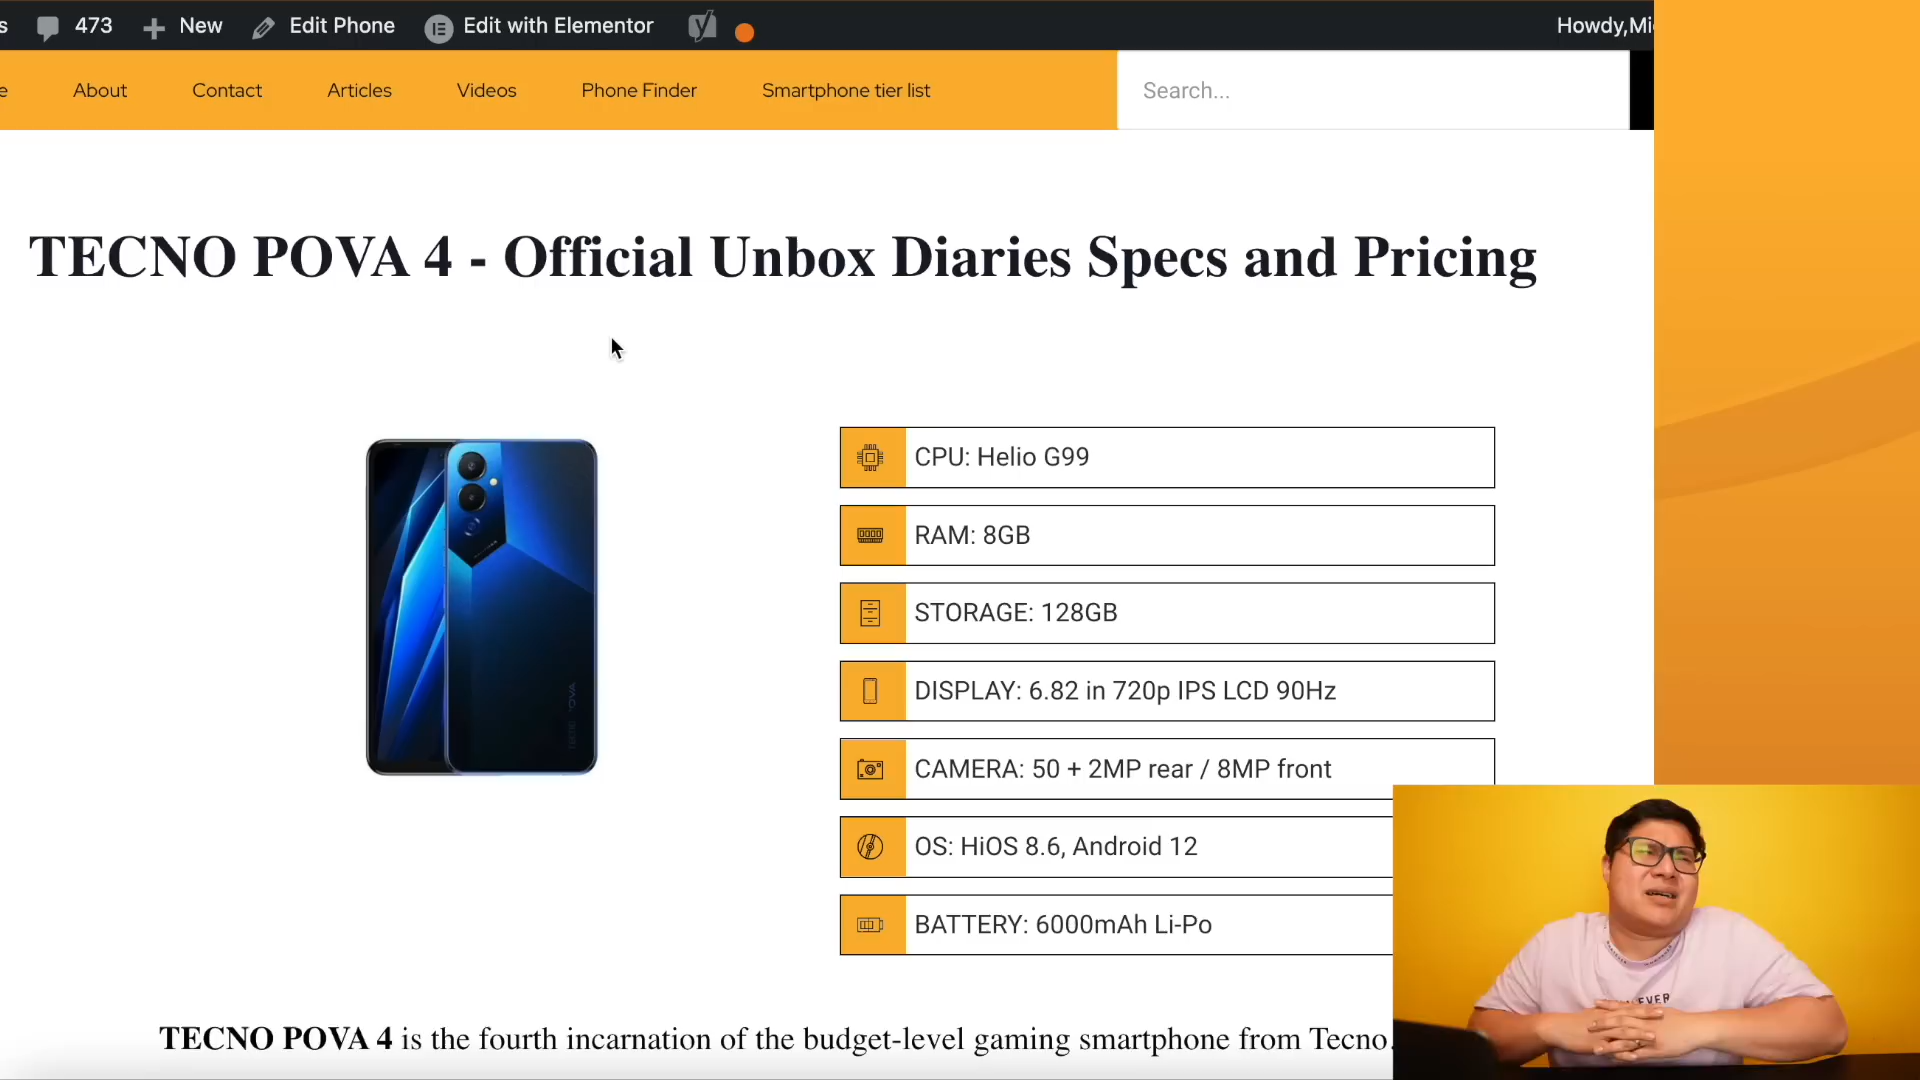 s 473 New Edit Phone Edit with Elementor Howdy,Mi
e About Contact Articles Videos Phone Finder Smartphone tier list Search...
TECNO POVA 4 - Official Unbox Diaries Specs and Pricing
CPU: Helio G99
RAM: 8GB
STORAGE: 128GB
DISPLAY: 6.82 in 720p IPS LCD 90Hz
CAMERA: 50 + 2MP rear / 8MP front
OS: HiOS 8.6, Android 12
BATTERY: 6000mAh Li-Po
TECNO POVA 4 is the fourth incarnation of the budget-level gaming smartphone from Tecno.